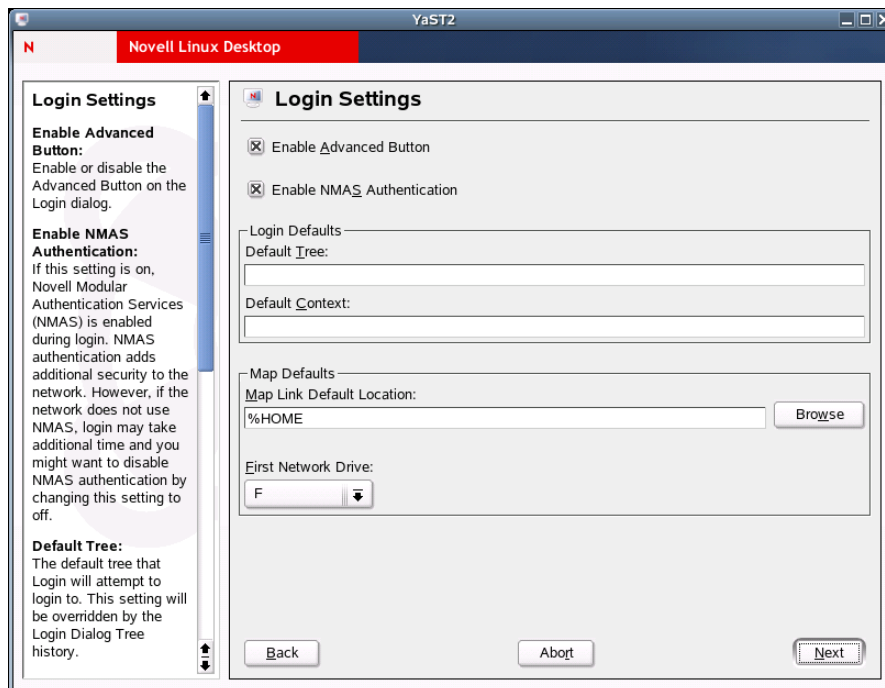 YaST2
N
Novell Linux Desktop
Login Settings
Enable Advanced
Button:
Enable or disable the
Advanced Button on the
Login dialog.
Enable NMAS
Authentication:
If this setting is on,
Novell Modular
Authentication Services
(NMAS) is enabled
during login. NMAS
authentication adds
additional security to the
network. However, if the
network does not use
NMAS, login may take
additional time and you
might want to disable
NMAS authentication by
changing this setting to
off.
Default Tree:
The default tree that
Login will attempt to
login to. This setting will
be overridden by the
Login Dialog Tree
history.
Login Settings
Enable Advanced Button
Enable NMAS Authentication
Login Defaults
Default Tree:
Default Context:
Map Defaults
Map Link Default Location:
%HOME
Browse
First Network Drive:
F
Back
Abort
Next